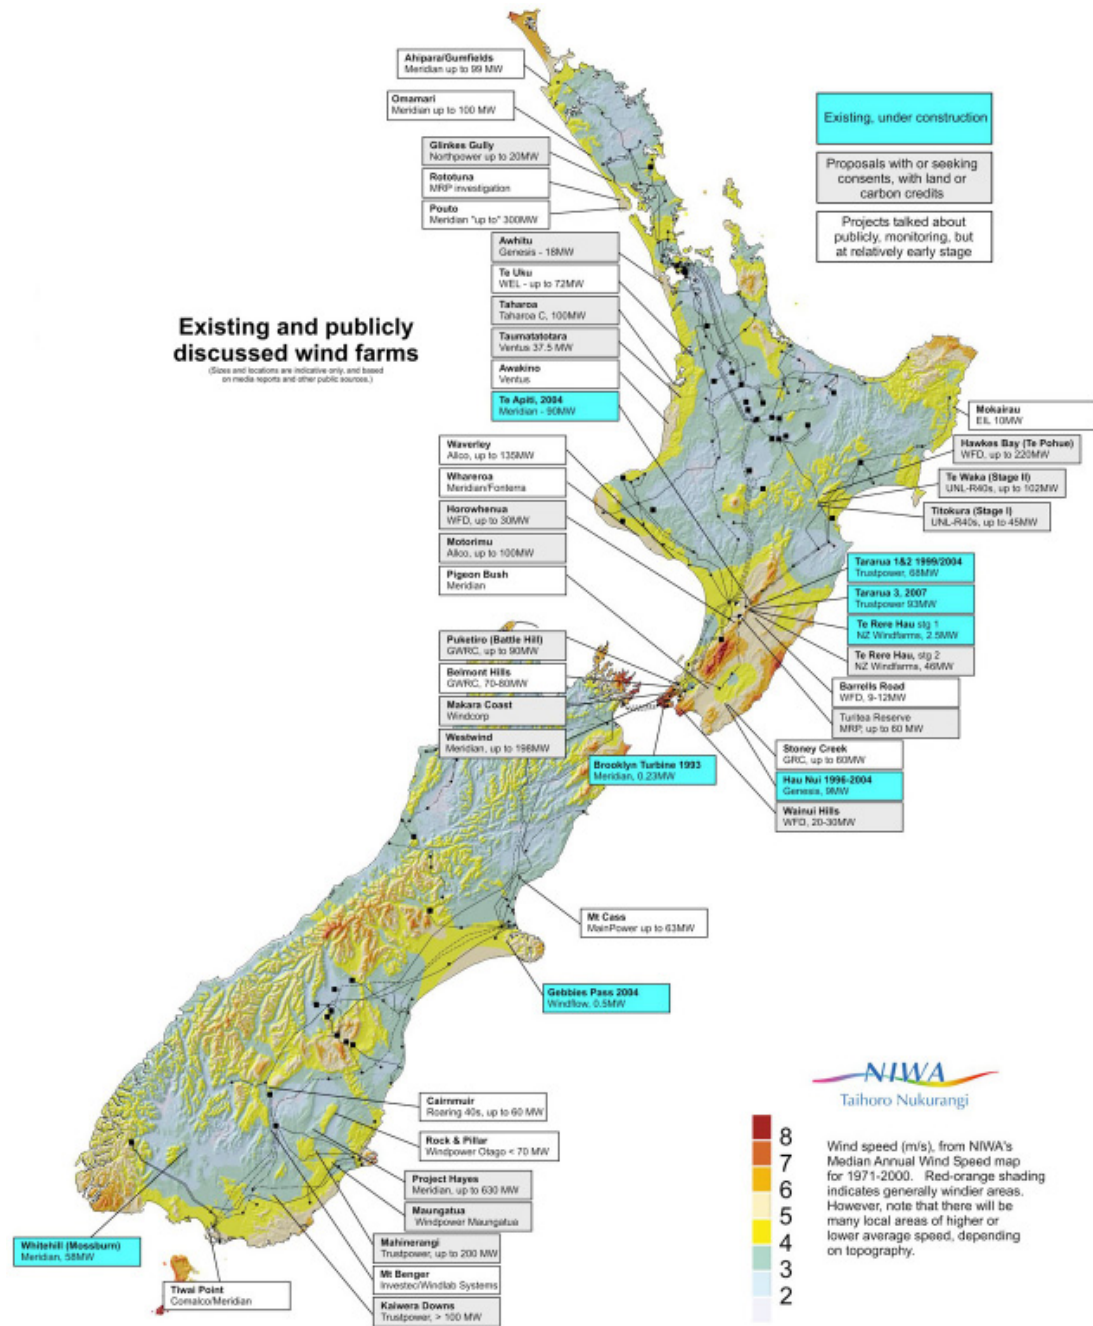 Ahipara/Gumfields
Meridian up to 99 MW
Omamari
Meridian up to 100 MW
Glinkes Gully
Northpower up to 20MW
Rototuna
MRP investigation
Pouto
Meridian "up to" 300MW
Awhitu
Genesis - 18MW
Te Uku
WEL - up to 72MW
Taharoa
Taharoa C, 100MW
Taumatatotara
Ventus 37.5 MW
Awakino
Ventus
Te Apiti, 2004
Meridian - 90MW
Existing, under construction
Proposals with or seeking
consents, with land or
carbon credits
Projects talked about
publicly, monitoring, but
at relatively early stage
Existing and publicly
discussed wind farms
(Sizes and locations are indicative only, and based
on media reports and other public sources.)
Waverley
Allco, up to 135MW
Whareroa
Meridian/Fonterra
Horowhenua
WFD, up to 30MW
Motorimu
Allco, up to 100MW
Pigeon Bush
Meridian
Mokairau
EIL 10MW
Hawkes Bay (Te Pohue)
WFD, up to 220MW
Te Waka (Stage II)
UNL-R40s, up to 102MW
Titokura (Stage I)
UNL-R40s, up to 45MW
Tararua 1&2 1999/2004
Trustpower, 68MW
Tararua 3, 2007
Trustpower 93MW
Te Rere Hau stg 1
NZ Windfarms, 2.5MW
Te Rere Hau, stg 2
NZ Windfarms, 46MW
Barrells Road
WFD, 9-12MW
Turitea Reserve
MRP, up to 60 MW
Stoney Creek
GRC, up to 60MW
Hau Nui 1996-2004
Genesis, 9MW
Wainui Hills
WFD, 20-30MW
Puketiro (Battle Hill)
GWRC, up to 90MW
Belmont Hills
GWRC, 70-80MW
Makara Coast
Windcorp
Westwind
Meridian, up to 198MW
Brooklyn Turbine 1993
Meridian, 0.23MW
Mt Cass
MainPower up to 63MW
Gebbies Pass 2004
Windflow, 0.5MW
Cairnmuir
Roaring 40s, up to 60 MW
Rock & Pillar
Windpower Otago < 70 MW
Project Hayes
Meridian, up to 630 MW
Maungatua
Windpower Maungatua
Mahinerangi
Trustpower, up to 200 MW
Mt Benger
Investec/Windlab Systems
Kaiwera Downs
Trustpower, > 100 MW
Whitehill (Mossburn)
Meridian, 58MW
Tiwai Point
Comalco/Meridian
NIWA
Taihoro Nukurangi
8
7
6
5
4
3
2
Wind speed (m/s), from NIWA's
Median Annual Wind Speed map
for 1971-2000. Red-orange shading
indicates generally windier areas.
However, note that there will be
many local areas of higher or
lower average speed, depending
on topography.